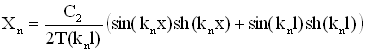 X_n = C_2 / 2T(k_n l) (sin(k_n x)sh(k_n x) + sin(k_n l)sh(k_n l))